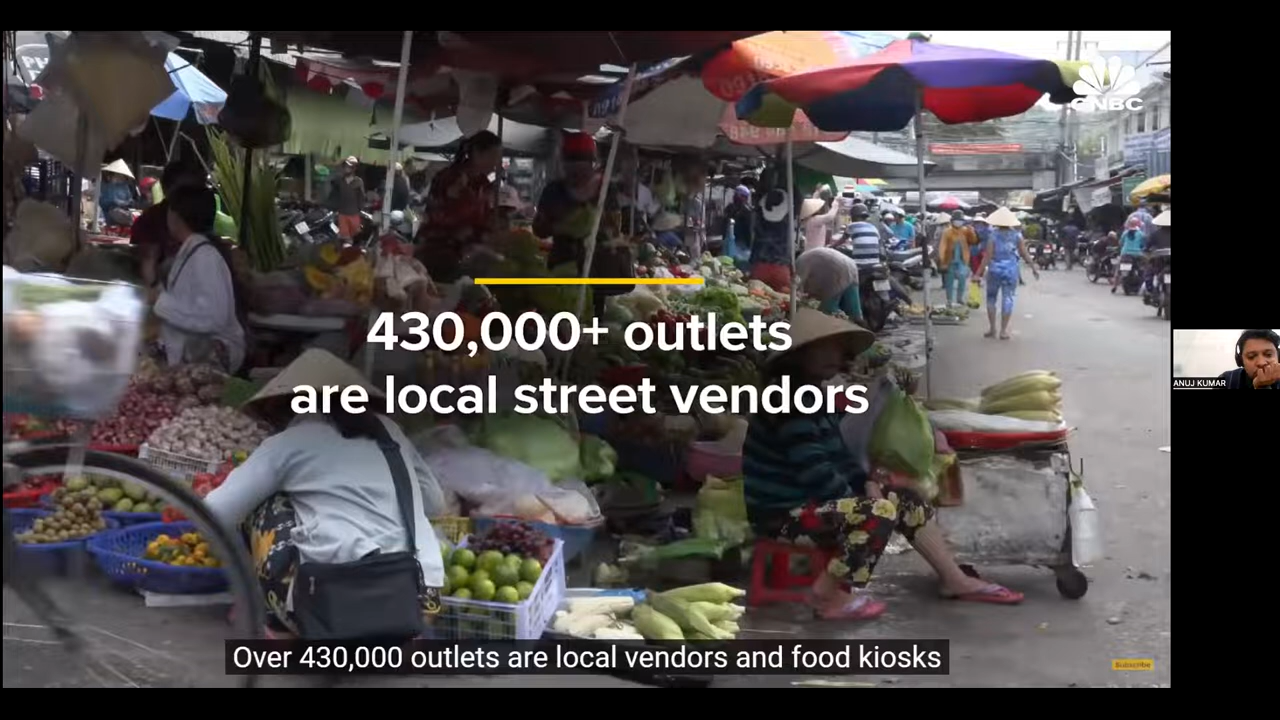 CNBC
430,000+ outlets
are local street vendors
ANUJ KUMAR
Over 430,000 outlets are local vendors and food kiosks
Subscribe